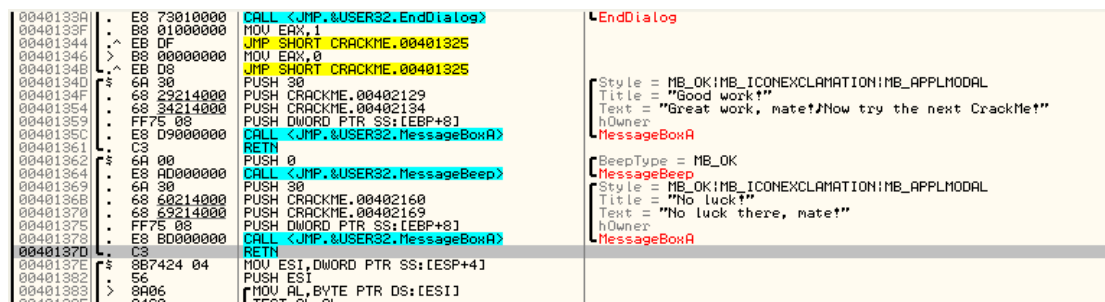 0040133A . E8 73010000 CALL <JMP.&USER32.EndDialog> EndDialog
0040133F . B8 01000000 MOV EAX,1
00401344 .^ EB DF JMP SHORT CRACKME.00401325
00401346 > B8 00000000 MOV EAX,0
0040134B .^ EB D8 JMP SHORT CRACKME.00401325
0040134D $ 6A 30 PUSH 30 Style = MB_OK|MB_ICONEXCLAMATION|MB_APPLMODAL
0040134F . 68 29214000 PUSH CRACKME.00402129 Title = "Good work!"
00401354 . 68 34214000 PUSH CRACKME.00402134 Text = "Great work, mate!♪Now try the next CrackMe!"
00401359 . FF75 08 PUSH DWORD PTR SS:[EBP+8] hOwner
0040135C . E8 D9000000 CALL <JMP.&USER32.MessageBoxA> MessageBoxA
00401361 . C3 RETN
00401362 $ 6A 00 PUSH 0 BeepType = MB_OK
00401364 . E8 AD000000 CALL <JMP.&USER32.MessageBeep> MessageBeep
00401369 . 6A 30 PUSH 30 Style = MB_OK|MB_ICONEXCLAMATION|MB_APPLMODAL
0040136B . 68 60214000 PUSH CRACKME.00402160 Title = "No luck!"
00401370 . 68 69214000 PUSH CRACKME.00402169 Text = "No luck there, mate!"
00401375 . FF75 08 PUSH DWORD PTR SS:[EBP+8] hOwner
00401378 . E8 BD000000 CALL <JMP.&USER32.MessageBoxA> MessageBoxA
0040137D . C3 RETN
0040137E $ 8B7424 04 MOV ESI,DWORD PTR SS:[ESP+4]
00401382 . 56 PUSH ESI
00401383 > 8A06 MOV AL,BYTE PTR DS:[ESI]